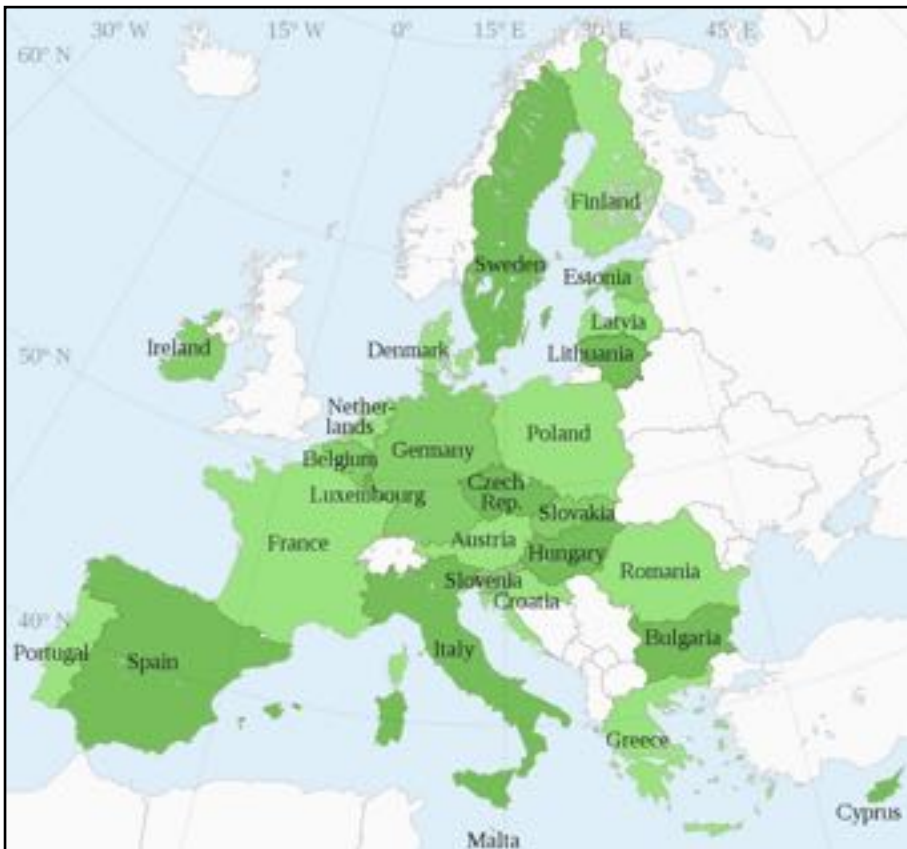 30° W
15° W
0°
15° E
30° E
45° E
60° N
Finland
Sweden
Estonia
Latvia
Ireland
50° N
Denmark
Lithuania
Nether-
lands
Poland
Germany
Belgium
Czech
Rep.
Luxembourg
Slovakia
France
Austria
Hungary
Romania
Slovenia
Croatia
40° N
Bulgaria
Portugal
Spain
Italy
Greece
Cyprus
Malta